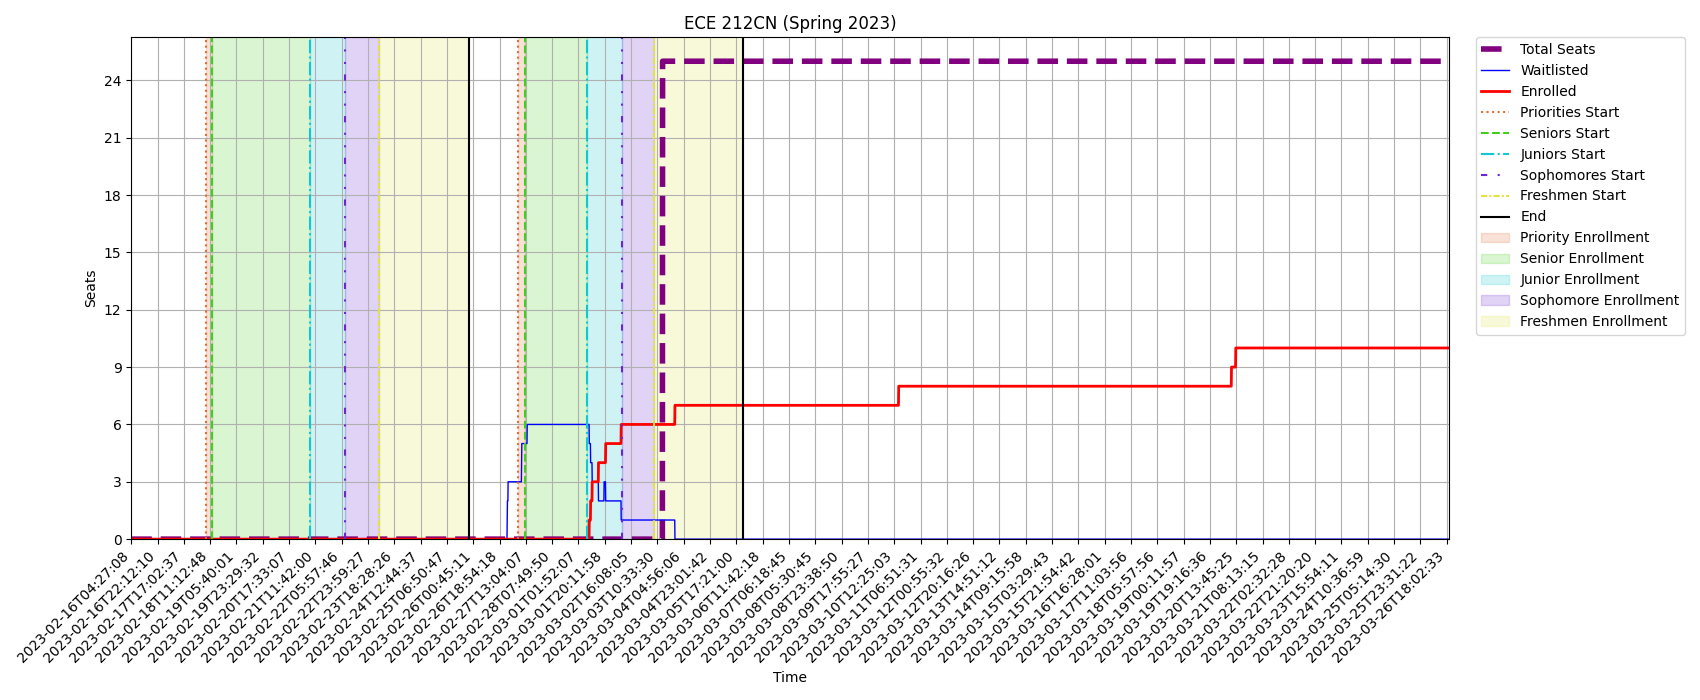 ECE 212CN (Spring 2023)
Seats
24
21
18
15
12
9
6
3
0
2023-02-16T04:27:08
2023-02-16T22:12:10
2023-02-17T17:02:37
2023-02-18T11:12:48
2023-02-19T05:40:01
2023-02-19T23:29:32
2023-02-20T17:33:07
2023-02-21T11:42:00
2023-02-22T05:57:46
2023-02-22T23:59:27
2023-02-23T18:28:26
2023-02-24T12:44:37
2023-02-25T06:50:47
2023-02-26T00:45:11
2023-02-26T18:54:18
2023-02-27T13:04:07
2023-02-28T07:49:50
2023-03-01T01:52:07
2023-03-01T20:11:58
2023-03-02T16:08:05
2023-03-03T10:33:30
2023-03-04T04:56:06
2023-03-04T23:01:42
2023-03-05T17:21:00
2023-03-06T11:42:18
2023-03-07T06:18:45
2023-03-08T05:30:45
2023-03-08T23:38:50
2023-03-09T17:55:27
2023-03-10T12:25:03
2023-03-11T06:51:31
2023-03-12T00:55:32
2023-03-12T20:16:26
2023-03-13T14:51:12
2023-03-14T09:15:58
2023-03-15T03:29:43
2023-03-15T21:54:42
2023-03-16T16:28:01
2023-03-17T11:03:56
2023-03-18T05:57:56
2023-03-19T00:11:57
2023-03-19T19:16:36
2023-03-20T13:45:25
2023-03-21T08:13:15
2023-03-22T02:32:28
2023-03-22T21:20:20
2023-03-23T15:54:11
2023-03-24T10:36:59
2023-03-25T05:14:30
2023-03-25T23:31:22
2023-03-26T18:02:33
Time
Total Seats
Waitlisted
Enrolled
Priorities Start
Seniors Start
Juniors Start
Sophomores Start
Freshmen Start
End
Priority Enrollment
Senior Enrollment
Junior Enrollment
Sophomore Enrollment
Freshmen Enrollment